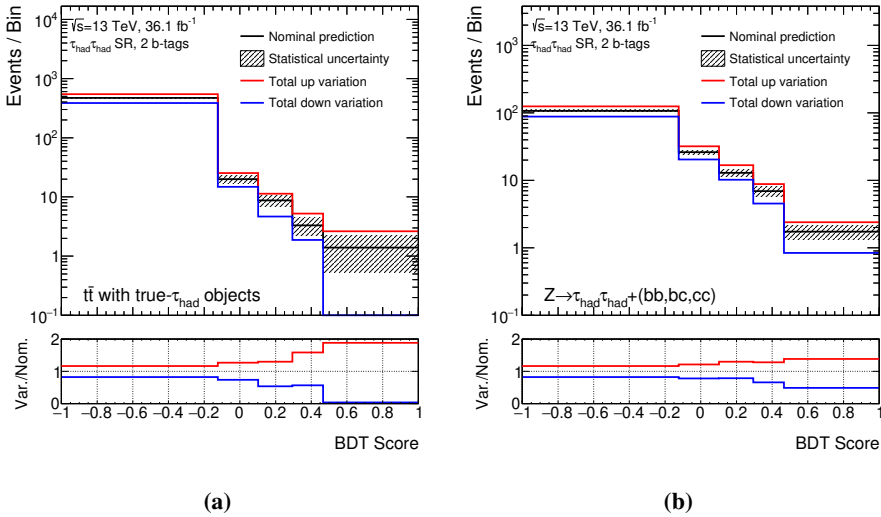 Events / Bin
10⁴
10³
10²
10
1
10⁻¹
√s=13 TeV, 36.1 fb⁻¹
τhadτhad SR, 2 b-tags
Nominal prediction
Statistical uncertainty
Total up variation
Total down variation
tt̄ with true-τhad objects
Var./Nom.
2
1
0
−1 −0.8 −0.6 −0.4 −0.2 0 0.2 0.4 0.6 0.8 1
BDT Score
(a)
Events / Bin
10³
10²
10
1
10⁻¹
√s=13 TeV, 36.1 fb⁻¹
τhadτhad SR, 2 b-tags
Nominal prediction
Statistical uncertainty
Total up variation
Total down variation
Z→τhadτhad+(bb,bc,cc)
Var./Nom.
2
1
0
−1 −0.8 −0.6 −0.4 −0.2 0 0.2 0.4 0.6 0.8 1
BDT Score
(b)